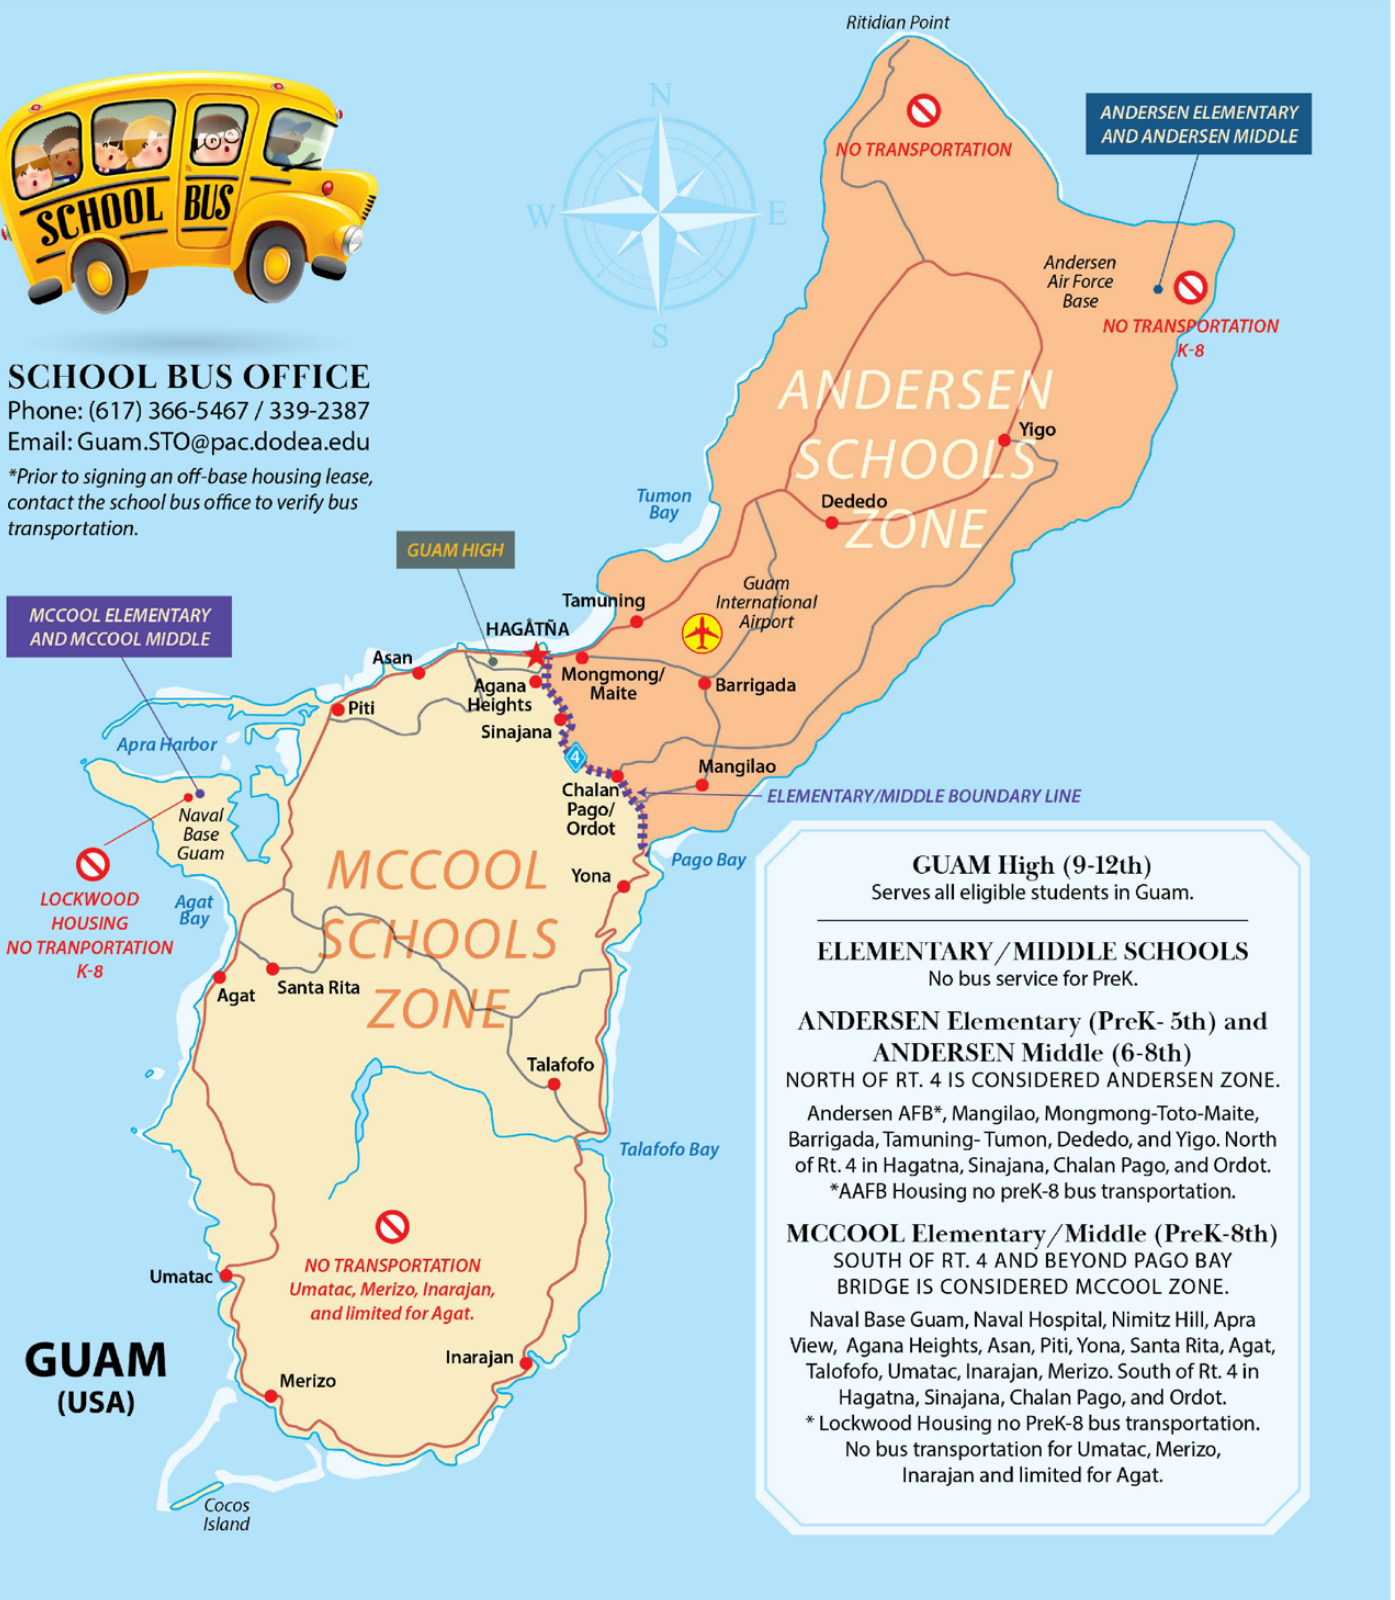 Ritidian Point
NO TRANSPORTATION
ANDERSEN ELEMENTARY
AND ANDERSEN MIDDLE
N
W
E
S
SCHOOL BUS
Andersen
Air Force
Base
NO TRANSPORTATION
K-8
SCHOOL BUS OFFICE
Phone: (617) 366-5467 / 339-2387
Email: Guam.STO@pac.dodea.edu
*Prior to signing an off-base housing lease,
contact the school bus office to verify bus
transportation.
ANDERSEN
SCHOOLS
ZONE
Yigo
Dededo
Tumon
Bay
GUAM HIGH
Guam
International
Airport
Tamuning
HAGÅTÑA
MCCOOL ELEMENTARY
AND MCCOOL MIDDLE
Asan
Mongmong/
Maite
Barrigada
Agana
Heights
Piti
Sinajana
Apra Harbor
4
Mangilao
Chalan
Pago/
Ordot
ELEMENTARY/MIDDLE BOUNDARY LINE
Naval
Base
Guam
Pago Bay
Yona
MCCOOL
SCHOOLS
ZONE
LOCKWOOD
HOUSING
NO TRANPORTATION
K-8
Agat
Bay
Agat
Santa Rita
Talafofo
Talafofo Bay
NO TRANSPORTATION
Umatac, Merizo, Inarajan,
and limited for Agat.
Umatac
Inarajan
Merizo
GUAM
(USA)
Cocos
Island
GUAM High (9-12th)
Serves all eligible students in Guam.
ELEMENTARY/MIDDLE SCHOOLS
No bus service for PreK.
ANDERSEN Elementary (PreK- 5th) and
ANDERSEN Middle (6-8th)
NORTH OF RT. 4 IS CONSIDERED ANDERSEN ZONE.
Andersen AFB*, Mangilao, Mongmong-Toto-Maite,
Barrigada, Tamuning- Tumon, Dededo, and Yigo. North
of Rt. 4 in Hagatna, Sinajana, Chalan Pago, and Ordot.
*AAFB Housing no preK-8 bus transportation.
MCCOOL Elementary/Middle (PreK-8th)
SOUTH OF RT. 4 AND BEYOND PAGO BAY
BRIDGE IS CONSIDERED MCCOOL ZONE.
Naval Base Guam, Naval Hospital, Nimitz Hill, Apra
View, Agana Heights, Asan, Piti, Yona, Santa Rita, Agat,
Talofofo, Umatac, Inarajan, Merizo. South of Rt. 4 in
Hagatna, Sinajana, Chalan Pago, and Ordot.
* Lockwood Housing no PreK-8 bus transportation.
No bus transportation for Umatac, Merizo,
Inarajan and limited for Agat.